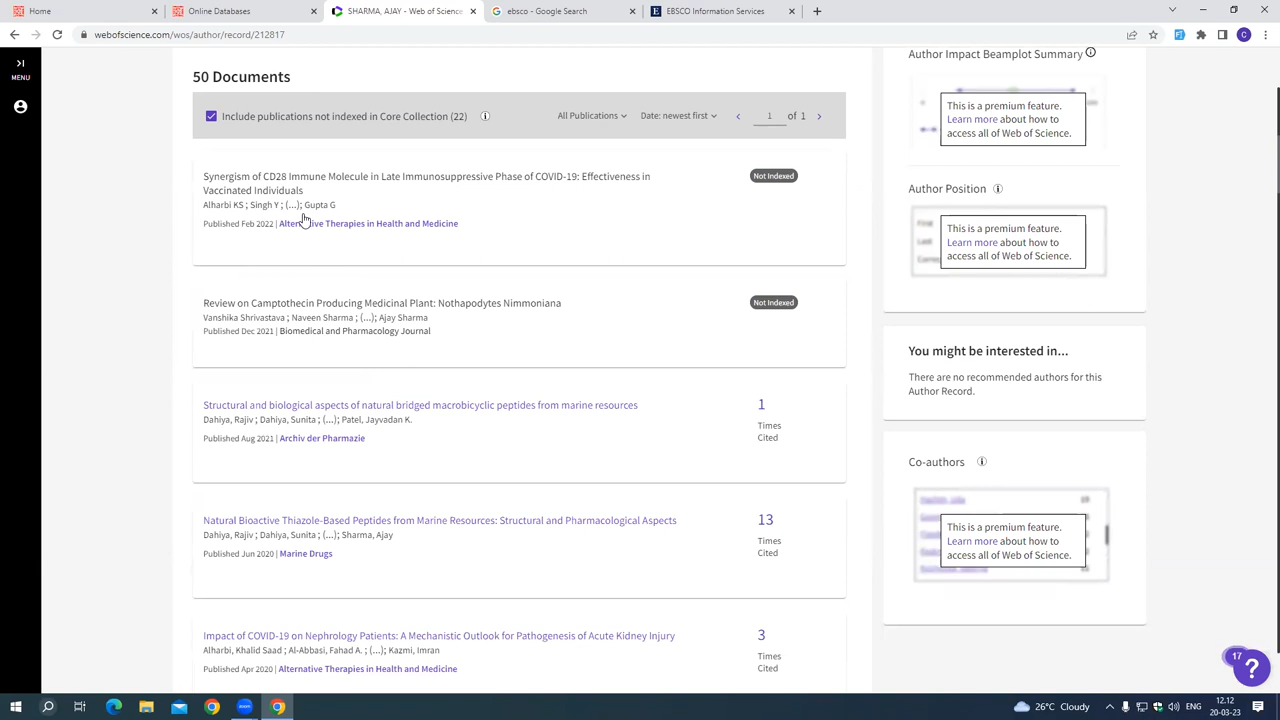 Home
Online Databases
SHARMA, AJAY - Web of Science
ebsco - Google Search
EBSCO Information Services
webofscience.com/wos/author/record/212817
MENU
50 Documents
Include publications not indexed in Core Collection (22)
All Publications
Date: newest first
1 of 1
Synergism of CD28 Immune Molecule in Late Immunosuppressive Phase of COVID-19: Effectiveness in
Vaccinated Individuals
Alharbi KS ; Singh Y ; (...); Gupta G
Published Feb 2022 | Alternative Therapies in Health and Medicine
Not Indexed
Review on Camptothecin Producing Medicinal Plant: Nothapodytes Nimmoniana
Vanshika Shrivastava ; Naveen Sharma ; (...); Ajay Sharma
Published Dec 2021 | Biomedical and Pharmacology Journal
Not Indexed
Structural and biological aspects of natural bridged macrobicyclic peptides from marine resources
Dahiya, Rajiv ; Dahiya, Sunita ; (...); Patel, Jayvadan K.
Published Aug 2021 | Archiv der Pharmazie
1
Times
Cited
Natural Bioactive Thiazole-Based Peptides from Marine Resources: Structural and Pharmacological Aspects
Dahiya, Rajiv ; Dahiya, Sunita ; (...); Sharma, Ajay
Published Jun 2020 | Marine Drugs
13
Times
Cited
Impact of COVID-19 on Nephrology Patients: A Mechanistic Outlook for Pathogenesis of Acute Kidney Injury
Alharbi, Khalid Saad ; Al-Abbasi, Fahad A. ; (...); Kazmi, Imran
Published Apr 2020 | Alternative Therapies in Health and Medicine
3
Times
Cited
Author Impact Beamplot Summary
This is a premium feature.
Learn more about how to
access all of Web of Science.
Author Position
This is a premium feature.
Learn more about how to
access all of Web of Science.
You might be interested in...
There are no recommended authors for this
Author Record.
Co-authors
This is a premium feature.
Learn more about how to
access all of Web of Science.
17
?
26°C Cloudy
12.12
20-03-23